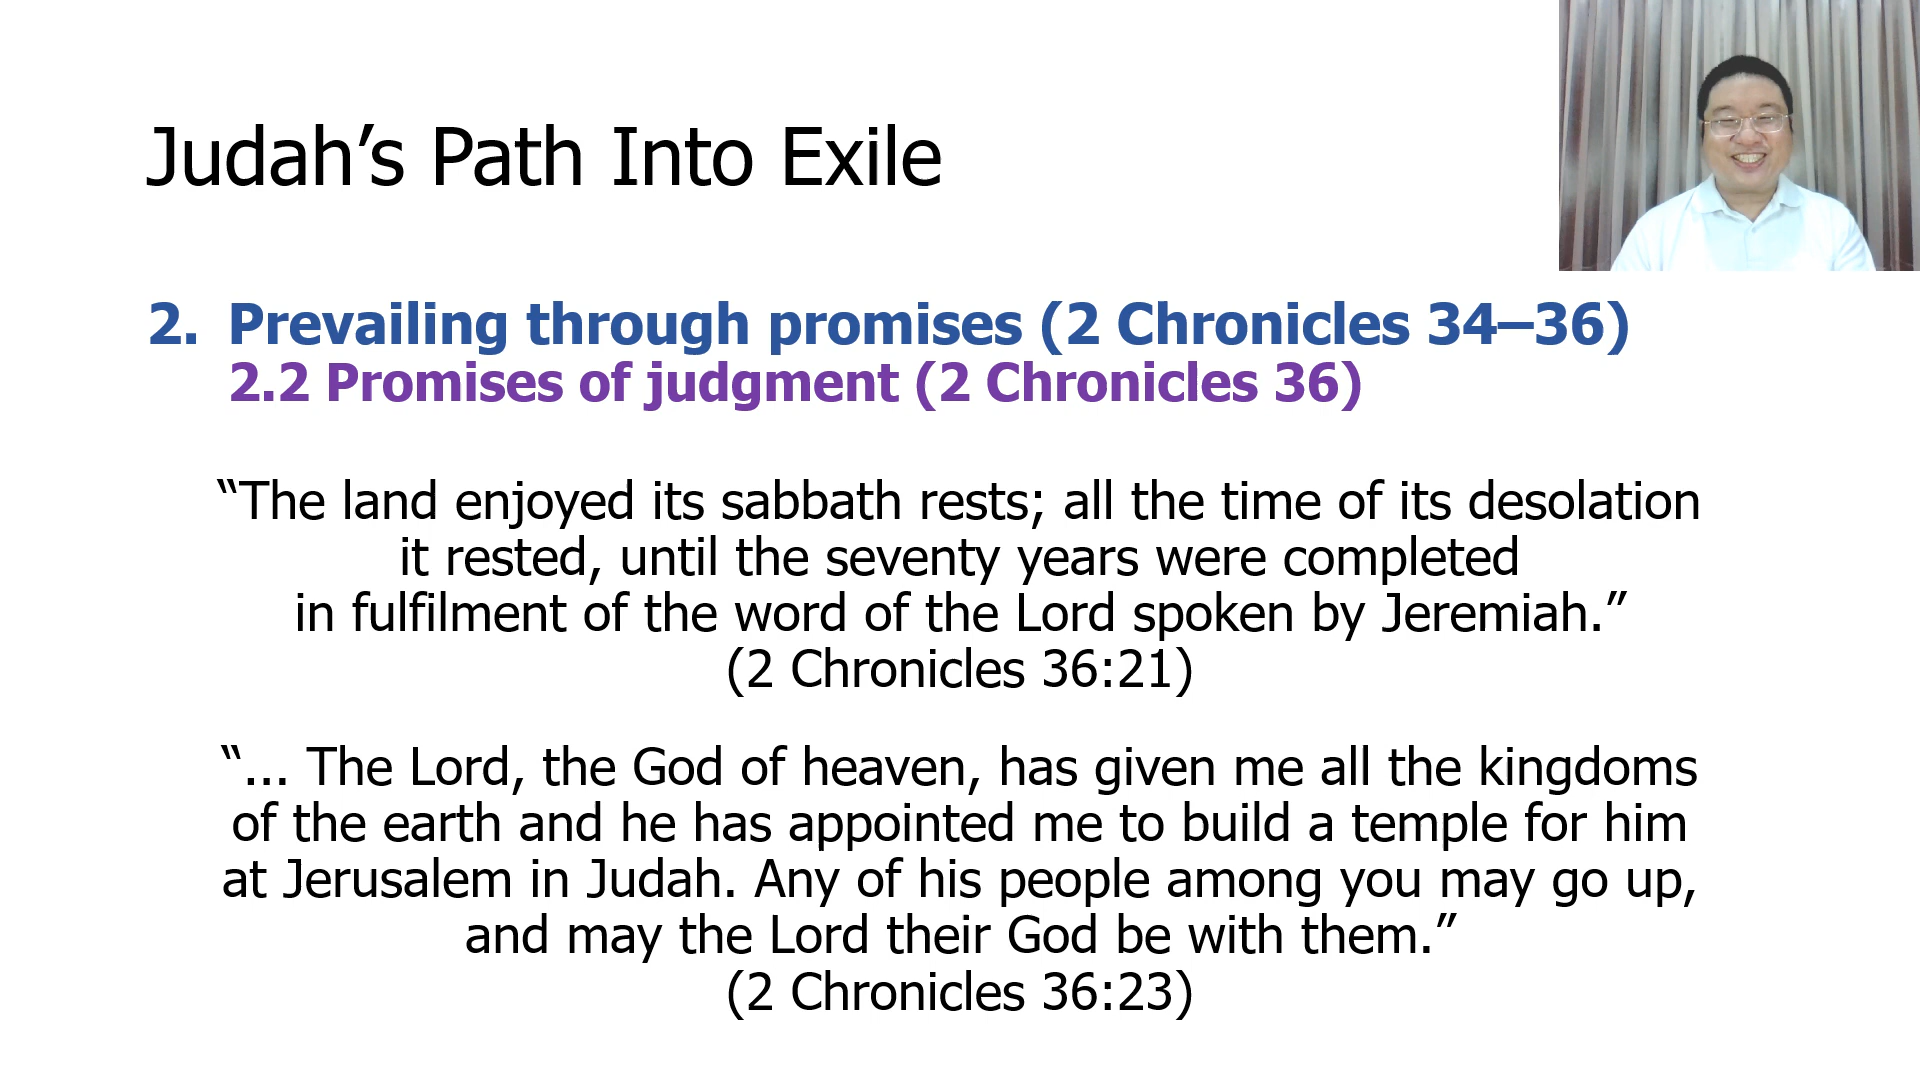 Judah’s Path Into Exile
2. Prevailing through promises (2 Chronicles 34—36)
2.2 Promises of judgment (2 Chronicles 36)
“The land enjoyed its sabbath rests; all the time of its desolation
it rested, until the seventy years were completed
in fulfilment of the word of the Lord spoken by Jeremiah.”
(2 Chronicles 36:21)
“... The Lord, the God of heaven, has given me all the kingdoms
of the earth and he has appointed me to build a temple for him
at Jerusalem in Judah. Any of his people among you may go up,
and may the Lord their God be with them.”
(2 Chronicles 36:23)